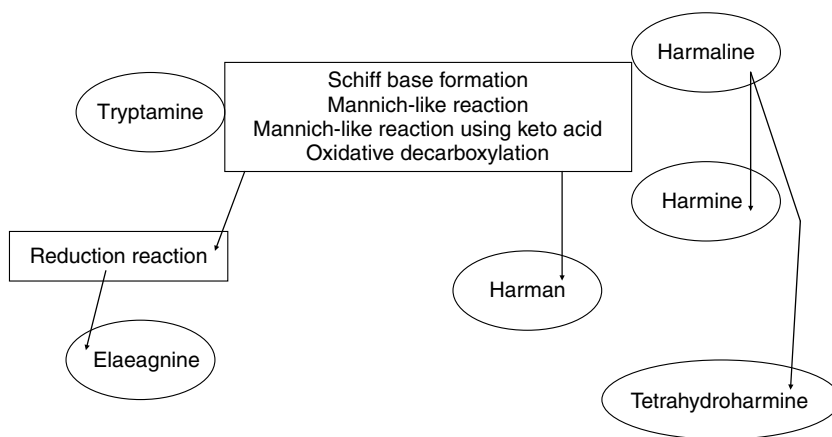 Harmaline
Schiff base formation
Tryptamine
Mannich-like reaction
Mannich-like reaction using keto acid
Oxidative decarboxylation
Harmine
Reduction reaction
Harman
Elaeagnine
Tetrahydroharmine